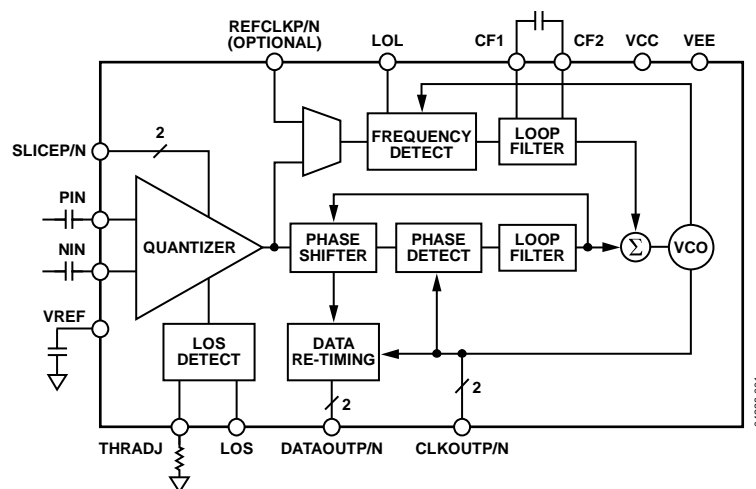 REFCLKP/N
(OPTIONAL)
LOL
CF1
CF2
VCC
VEE
SLICEP/N
2
FREQUENCY
DETECT
LOOP
FILTER
PIN
NIN
QUANTIZER
PHASE
SHIFTER
PHASE
DETECT
LOOP
FILTER
Σ
VCO
VREF
LOS
DETECT
DATA
RE-TIMING
2
2
THRADJ
LOS
DATAOUTP/N
CLKOUTP/N